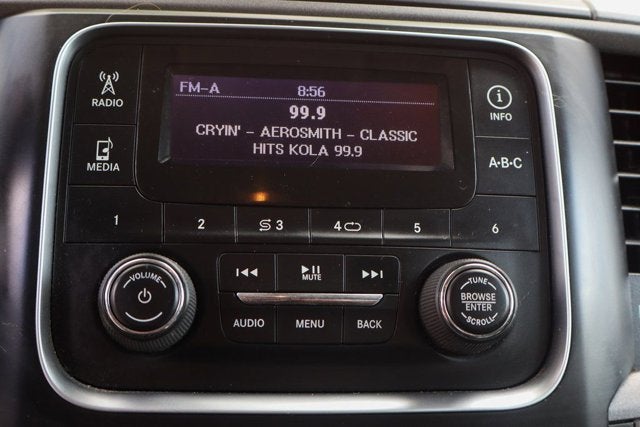 RADIO
MEDIA
FM-A 8:56
99.9
CRYIN' - AEROSMITH - CLASSIC
HITS KOLA 99.9
INFO
A·B·C
1 2 3 4 5 6
VOLUME
MUTE
AUDIO MENU BACK
TUNE
BROWSE
ENTER
SCROLL